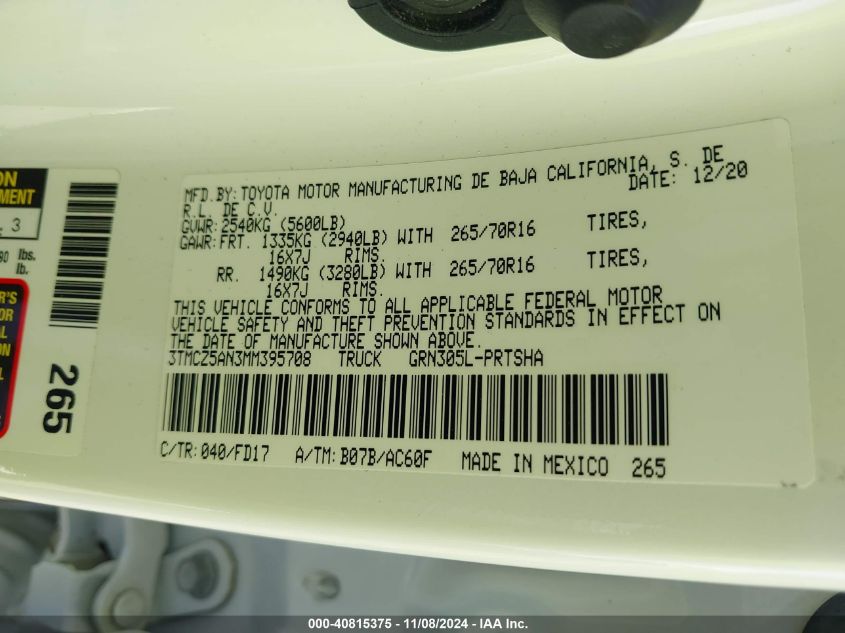 MFD.BY: TOYOTA MOTOR MANUFACTURING DE BAJA CALIFORNIA, S. DE
R.L. DE C.V. DATE: 12/20
GVWR: 2540KG (5600LB)
GAWR: FRT. 1335KG (2940LB) WITH 265/70R16 TIRES,
16X7J RIMS.
RR. 1490KG (3280LB) WITH 265/70R16 TIRES,
16X7J RIMS.
THIS VEHICLE CONFORMS TO ALL APPLICABLE FEDERAL MOTOR
VEHICLE SAFETY AND THEFT PREVENTION STANDARDS IN EFFECT ON
THE DATE OF MANUFACTURE SHOWN ABOVE.
3TMCZ5AN3MM395708 TRUCK GRN305L-PRTSHA
C/TR: 040/FD17 A/TM: B07B/AC60F MADE IN MEXICO 265
3
lbs.
lb.
265
000-40815375 - 11/08/2024 - IAA Inc.